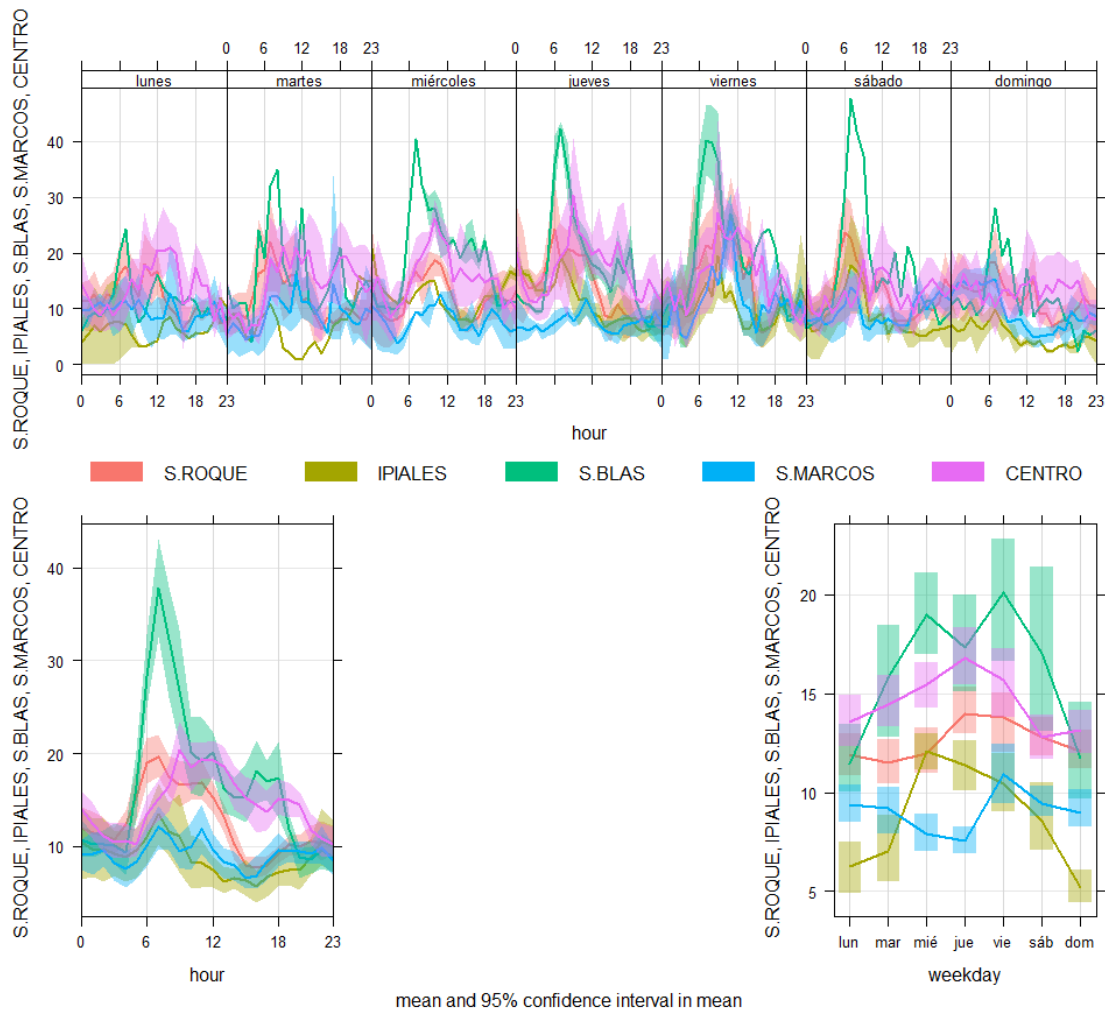 0 6 12 18 23 0 6 12 18 23 0 6 12 18 23
lunes martes miércoles jueves viernes sábado domingo
S.ROQUE, IPIALES, S.BLAS, S.MARCOS, CENTRO
40
30
20
10
0
0 6 12 18 23 0 6 12 18 23 0 6 12 18 23 0 6 12 18 23
hour
S.ROQUE IPIALES S.BLAS S.MARCOS CENTRO
S.ROQUE, IPIALES, S.BLAS, S.MARCOS, CENTRO
40
30
20
10
0 6 12 18 23
hour
S.ROQUE, IPIALES, S.BLAS, S.MARCOS, CENTRO
20
15
10
5
lun mar mié jue vie sáb dom
weekday
mean and 95% confidence interval in mean